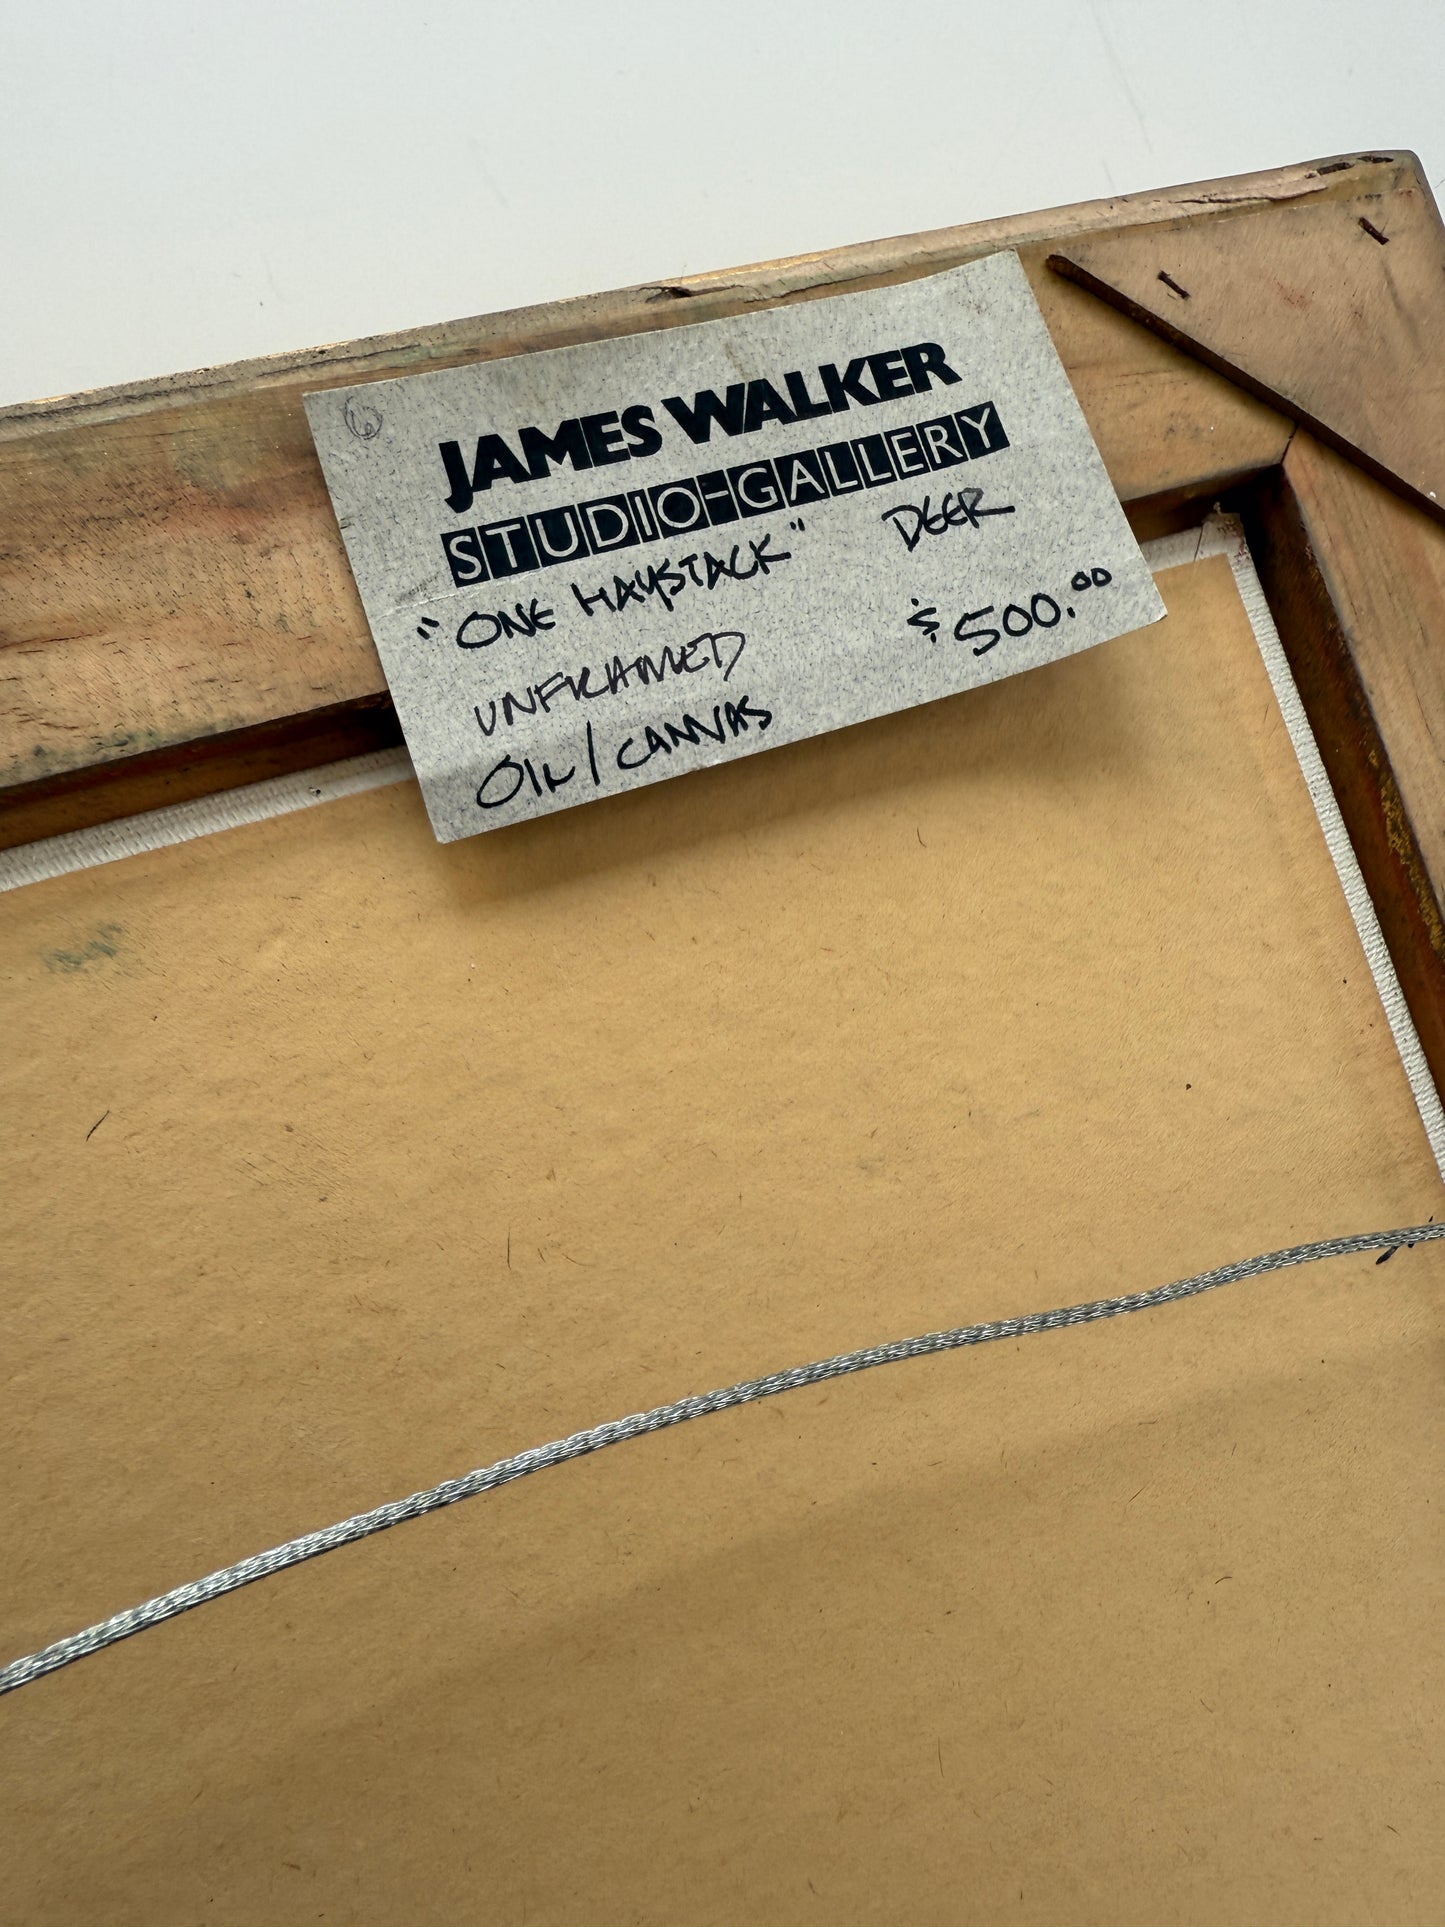 6
JAMES WALKER
STUDIO-GALLERY
"ONE HAYSTACK" DEER
UNFRAMED $500.00
OIL/CANVAS